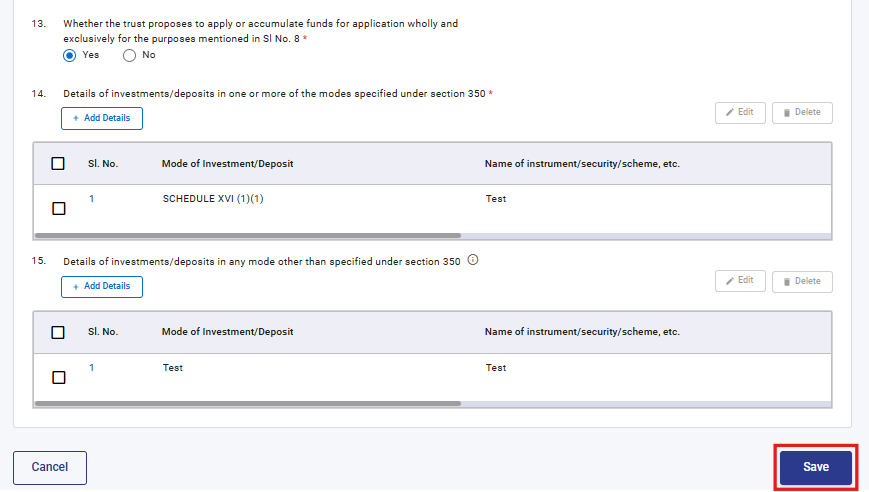 13. Whether the trust proposes to apply or accumulate funds for application wholly and
exclusively for the purposes mentioned in Sl No. 8 *
Yes No
14. Details of investments/deposits in one or more of the modes specified under section 350 *
+ Add Details Edit Delete
Sl. No. Mode of Investment/Deposit Name of instrument/security/scheme, etc.
1 SCHEDULE XVI (1)(1) Test
15. Details of investments/deposits in any mode other than specified under section 350
+ Add Details Edit Delete
Sl. No. Mode of Investment/Deposit Name of instrument/security/scheme, etc.
1 Test Test
Cancel Save